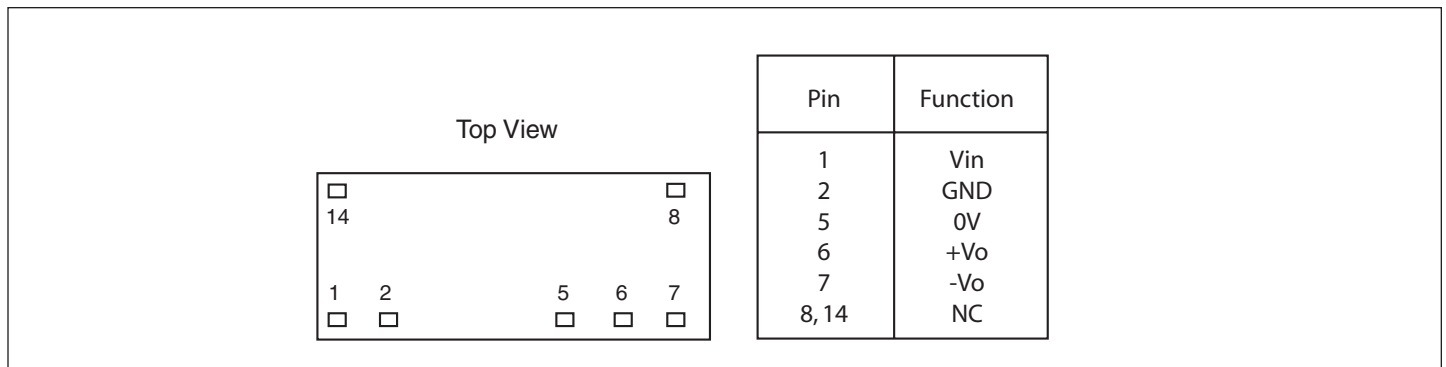 Top View
14 8
1 2 5 6 7
Pin Function
1 Vin
2 GND
5 0V
6 +Vo
7 -Vo
8, 14 NC